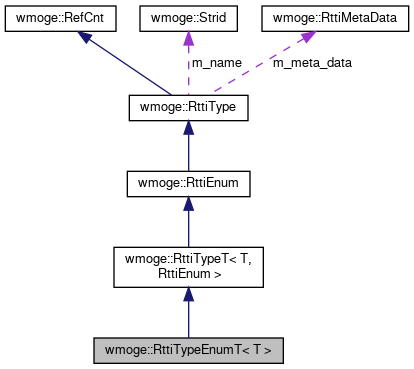 wmoge::RefCnt
wmoge::Strid
wmoge::RttiMetaData
m_name
m_meta_data
wmoge::RttiType
wmoge::RttiEnum
wmoge::RttiTypeT< T,
RttiEnum >
wmoge::RttiTypeEnumT< T >